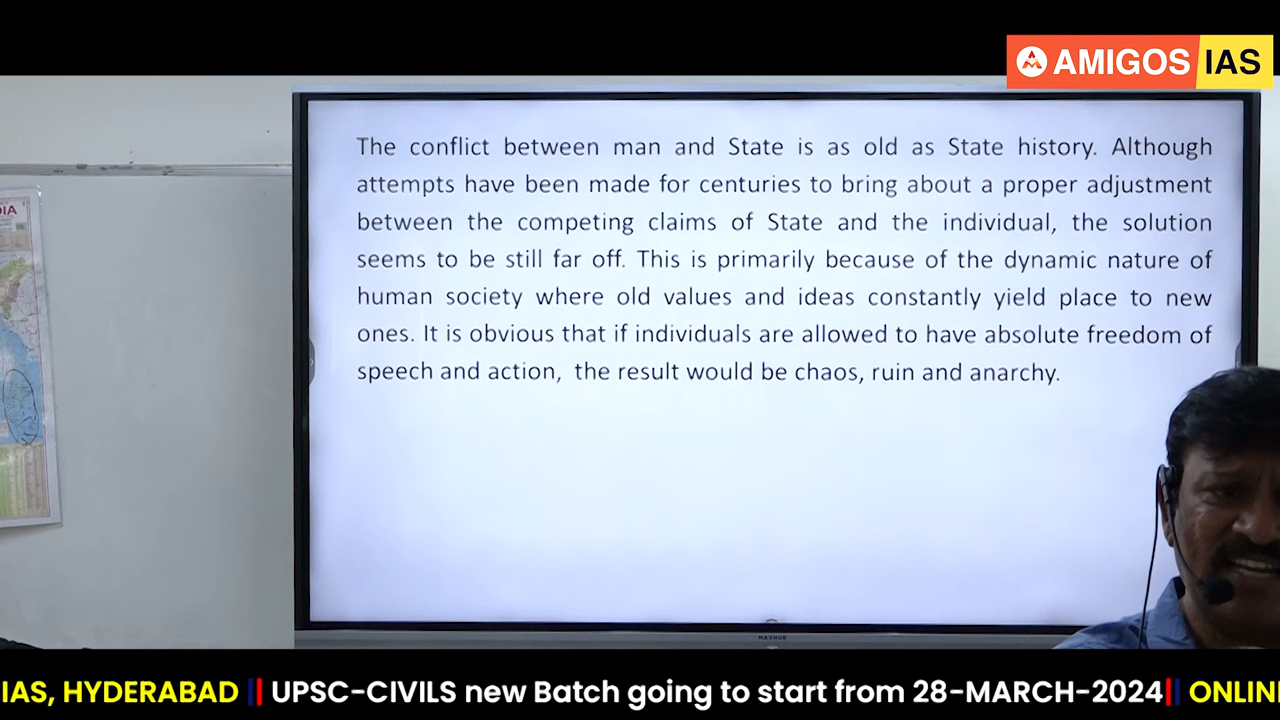 AMIGOS IAS
The conflict between man and State is as old as State history. Although
attempts have been made for centuries to bring about a proper adjustment
between the competing claims of State and the individual, the solution
seems to be still far off. This is primarily because of the dynamic nature of
human society where old values and ideas constantly yield place to new
ones. It is obvious that if individuals are allowed to have absolute freedom of
speech and action, the result would be chaos, ruin and anarchy.
DIA
MAXHUB
IAS, HYDERABAD || UPSC-CIVILS new Batch going to start from 28-MARCH-2024|| ONLIN